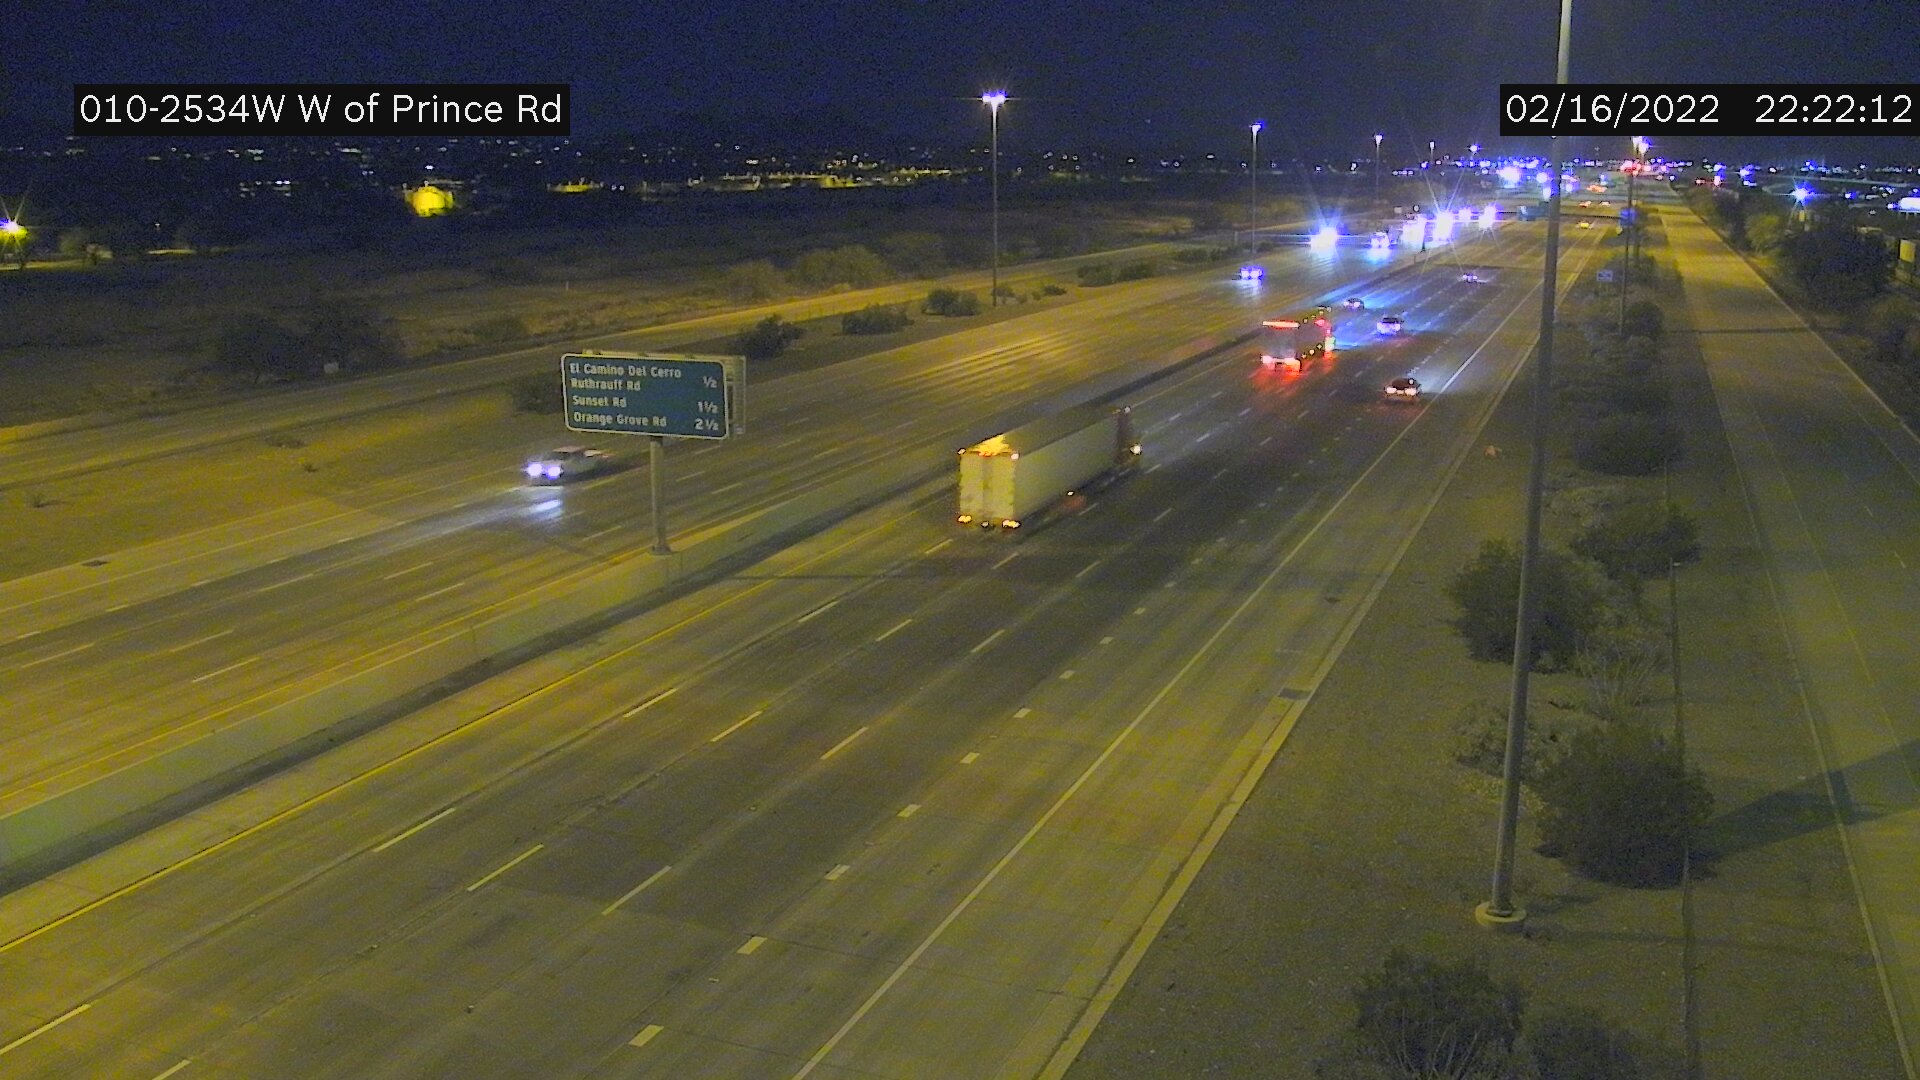 010-2534W W of Prince Rd
02/16/2022 22:22:12
El Camino Del Cerro
Ruthrauff Rd ½
Sunset Rd 1½
Orange Grove Rd 2½